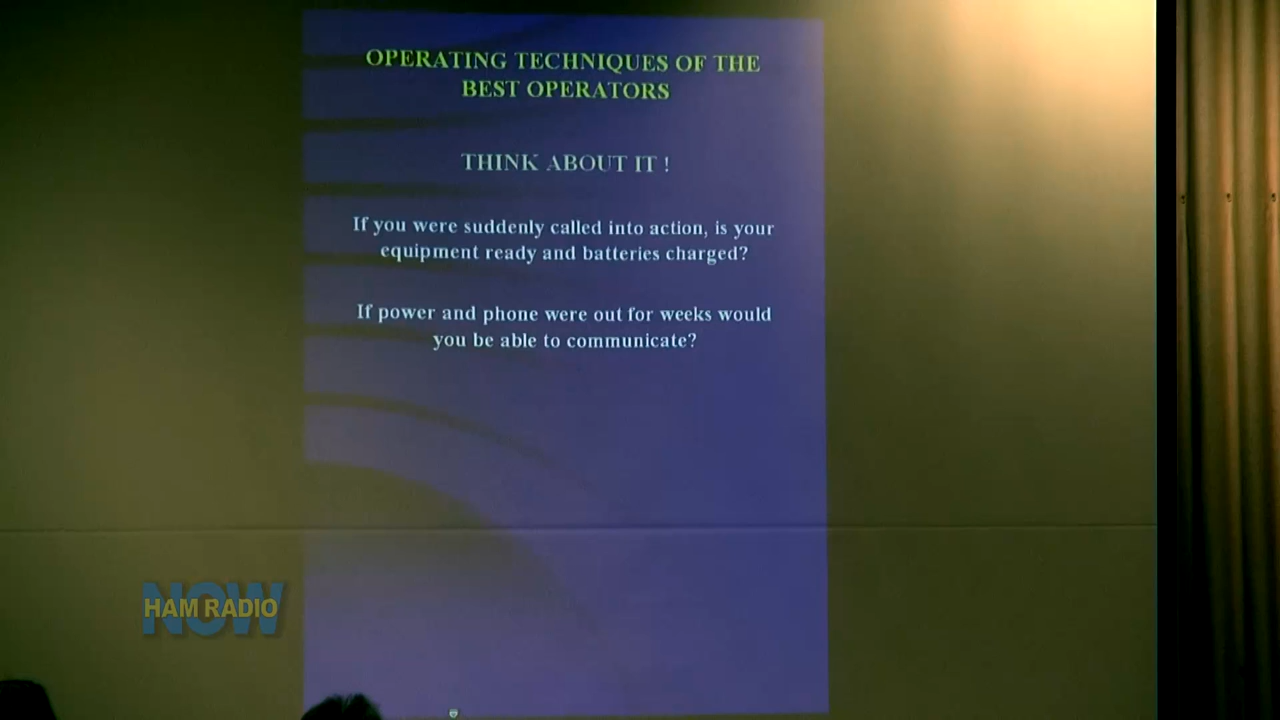 OPERATING TECHNIQUES OF THE
BEST OPERATORS
THINK ABOUT IT !
If you were suddenly called into action, is your
equipment ready and batteries charged?
If power and phone were out for weeks would
you be able to communicate?
NOW
HAM RADIO